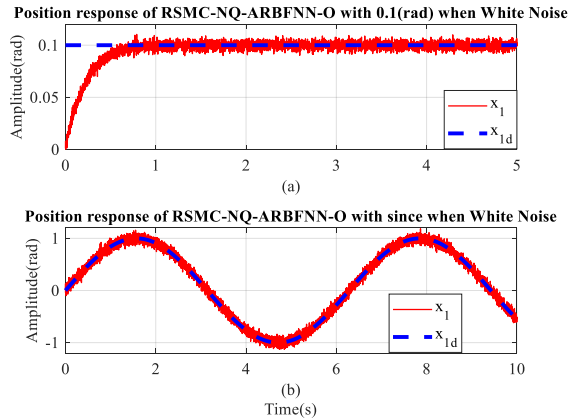 Position response of RSMC-NQ-ARBFNN-O with 0.1(rad) when White Noise
Amplitude(rad)
0.1
0.05
0
x1
x1d
0 1 2 3 4 5
(a)
Position response of RSMC-NQ-ARBFNN-O with since when White Noise
Amplitude(rad)
1
0
-1
x1
x1d
0 2 4 6 8 10
(b)
Time(s)